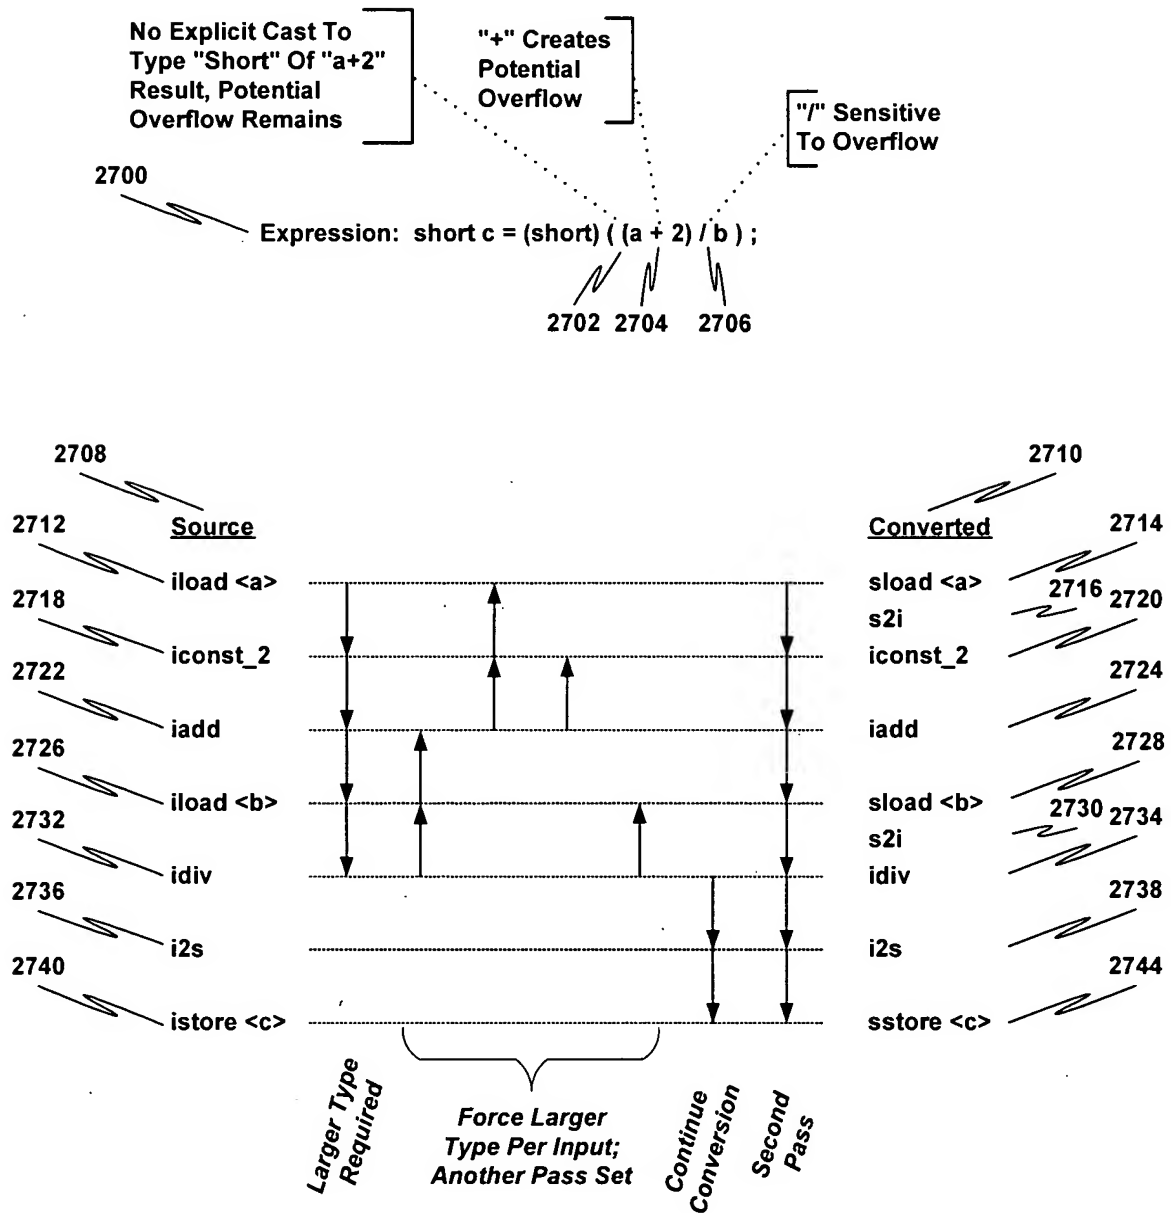 No Explicit Cast To
Type "Short" Of "a+2"
Result, Potential
Overflow Remains
"+" Creates
Potential
Overflow
"/" Sensitive
To Overflow
2700
Expression: short c = (short) ( (a + 2) / b ) ;
2702 2704 2706
2708
2710
Source
Converted
2712
iload <a>
2714
sload <a>
2716
s2i
2718
iconst_2
2720
iconst_2
2722
iadd
2724
iadd
2726
iload <b>
2728
sload <b>
2730
s2i
2732
idiv
2734
idiv
2736
i2s
2738
i2s
2740
istore <c>
2744
sstore <c>
Larger Type
Required
Force Larger
Type Per Input;
Another Pass Set
Continue
Conversion
Second
Pass